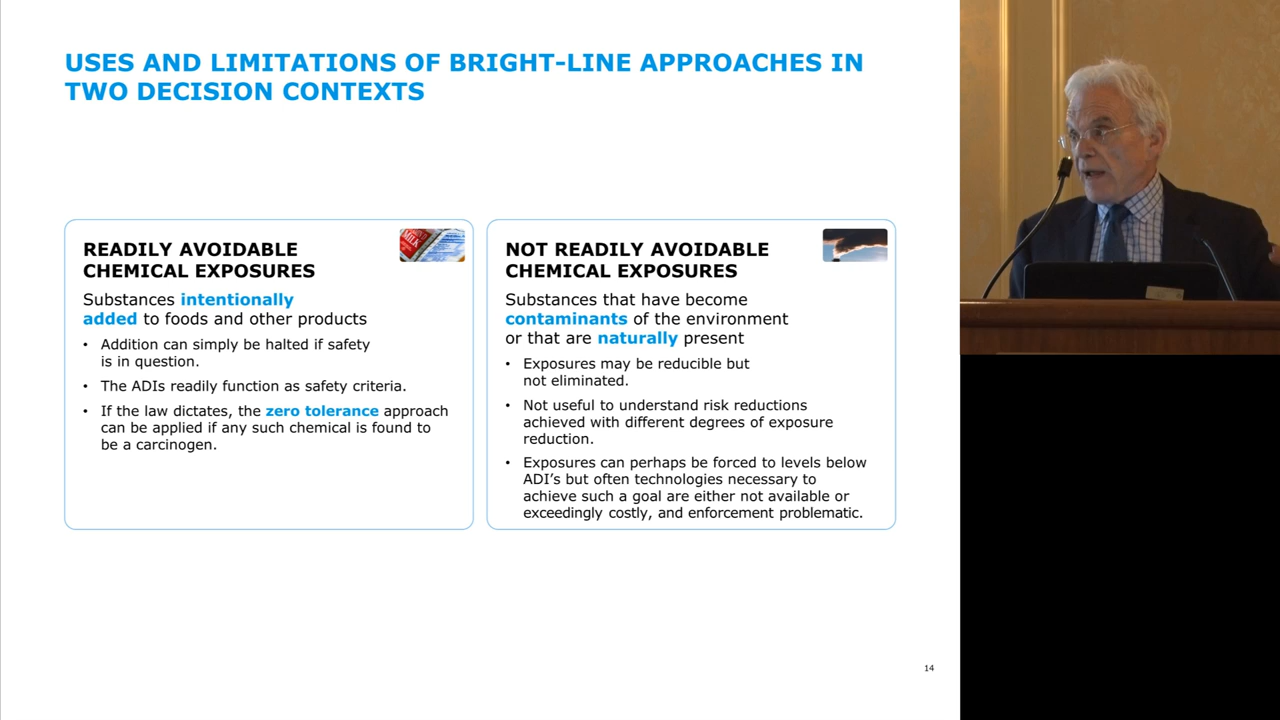 USES AND LIMITATIONS OF BRIGHT-LINE APPROACHES IN
TWO DECISION CONTEXTS
READILY AVOIDABLE
CHEMICAL EXPOSURES
MILK
Substances intentionally
added to foods and other products
• Addition can simply be halted if safety
is in question.
• The ADIs readily function as safety criteria.
• If the law dictates, the zero tolerance approach
can be applied if any such chemical is found to
be a carcinogen.
NOT READILY AVOIDABLE
CHEMICAL EXPOSURES
Substances that have become
contaminants of the environment
or that are naturally present
• Exposures may be reducible but
not eliminated.
• Not useful to understand risk reductions
achieved with different degrees of exposure
reduction.
• Exposures can perhaps be forced to levels below
ADI’s but often technologies necessary to
achieve such a goal are either not available or
exceedingly costly, and enforcement problematic.
14